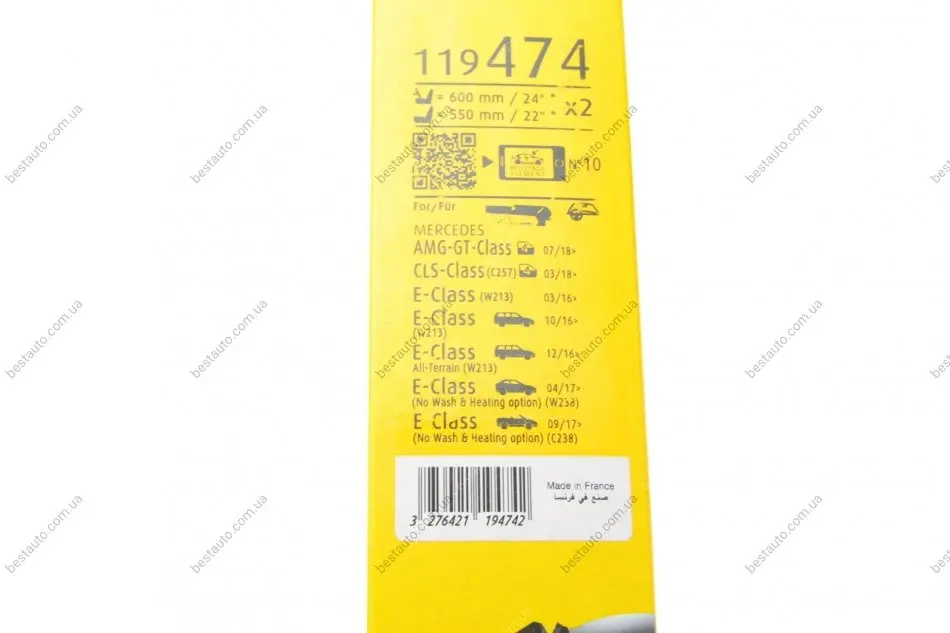 119474
= 600 mm / 24" *
= 550 mm / 22" *
x2
N°10
For/Für
MERCEDES
AMG-GT-Class 07/18>
CLS-Class (C257) 03/18>
E-Class (W213) 03/16>
E-Class 10/16>
(W213)
E-Class 12/16>
All-Terrain (W213)
E-Class 04/17>
(No Wash & Heating option) (W238)
E-Class 09/17>
(No Wash & Heating option) (C238)
Made in France
صنع في فرنسا
3 276421 194742
bestauto.com.ua